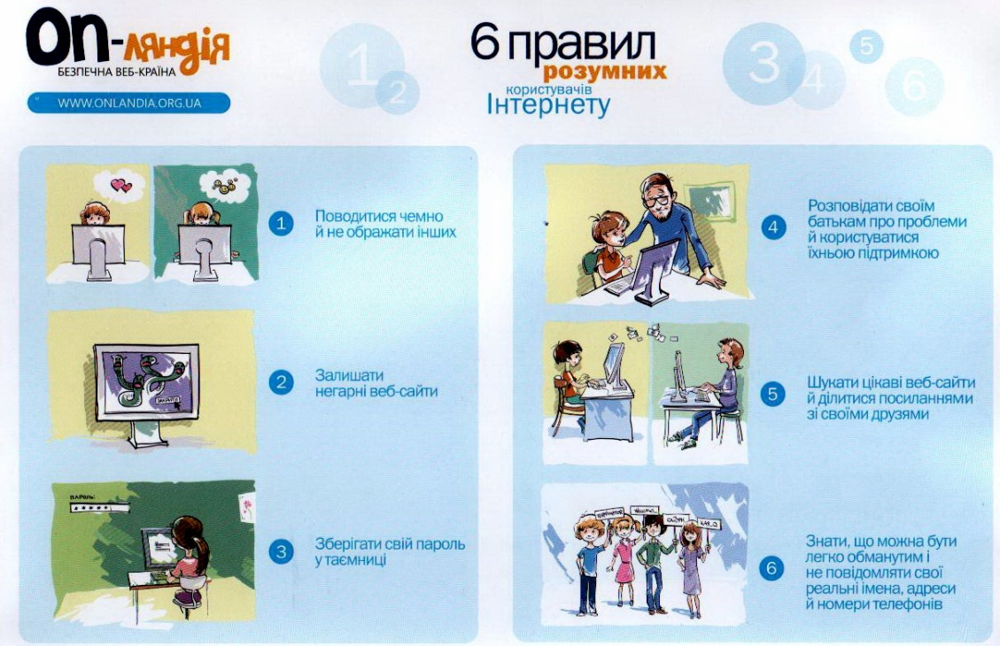 Оп-ляндія
БЕЗПЕЧНА ВЕБ-КРАЇНА
WWW.ONLANDIA.ORG.UA
1
2
6 правил
розумних
користувачів
Інтернету
3
4
5
6
1
Поводитися чемно
й не ображати інших
2
Залишати
негарні веб-сайти
ПАРОЛЬ:
*****
3
Зберігати свій пароль
у таємниці
4
Розповідати своїм
батькам про проблеми
й користуватися
їхньою підтримкою
5
Шукати цікаві веб-сайти
й ділитися посиланнями
зі своїми друзями
6
Знати, що можна бути
легко обманутим і
не повідомляти свої
реальні імена, адреси
й номери телефонів